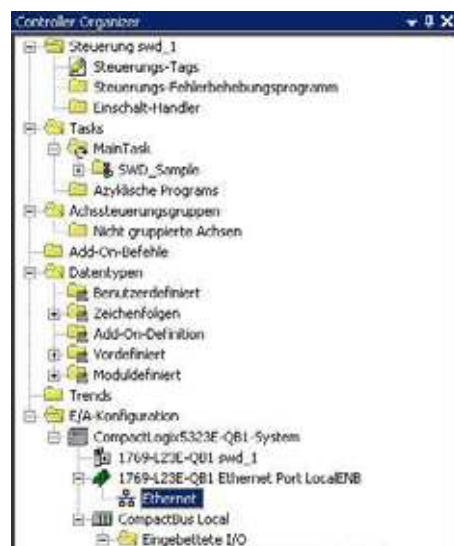 Controller Organizer
Steuerung swd_1
Steuerungs-Tags
Steuerungs-Fehlerbehebungsprogramm
Einschalt-Handler
Tasks
MainTask
SWD_Sample
Azyklische Programs
Achssteuerungsgruppen
Nicht gruppierte Achsen
Add-On-Befehle
Datentypen
Benutzerdefiniert
Zeichenfolgen
Add-On-Definition
Vordefiniert
Moduldefiniert
Trends
E/A-Konfiguration
CompactLogix5323E-QB1-System
1769-L23E-QB1 swd_1
1769-L23E-QB1 Ethernet Port LocalENB
Ethernet
CompactBus Local
Eingebettete I/O